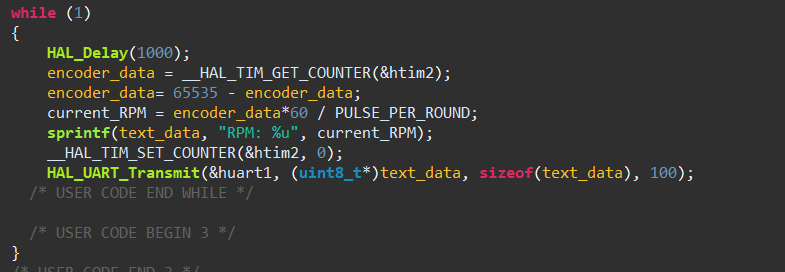 while (1)
{
HAL_Delay(1000);
encoder_data = __HAL_TIM_GET_COUNTER(&htim2);
encoder_data= 65535 - encoder_data;
current_RPM = encoder_data*60 / PULSE_PER_ROUND;
sprintf(text_data, "RPM: %u", current_RPM);
__HAL_TIM_SET_COUNTER(&htim2, 0);
HAL_UART_Transmit(&huart1, (uint8_t*)text_data, sizeof(text_data), 100);
/* USER CODE END WHILE */
/* USER CODE BEGIN 3 */
}
/* USER CODE END 3 */